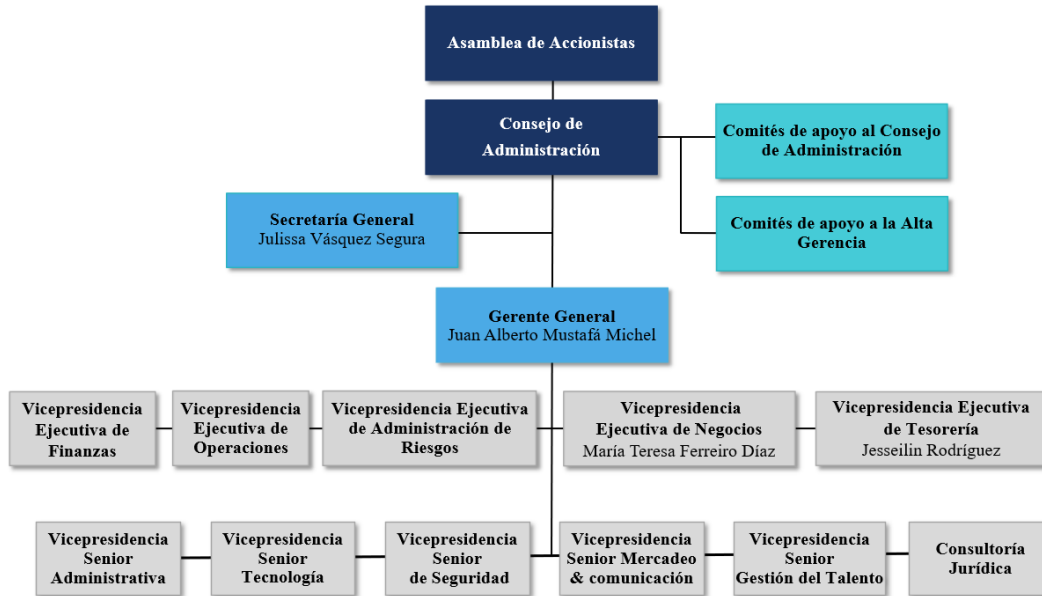 Asamblea de Accionistas
Consejo de
Administración
Comités de apoyo al Consejo
de Administración
Secretaría General
Julissa Vásquez Segura
Comités de apoyo a la Alta
Gerencia
Gerente General
Juan Alberto Mustafá Michel
Vicepresidencia
Ejecutiva de
Finanzas
Vicepresidencia
Ejecutiva de
Operaciones
Vicepresidencia Ejecutiva
de Administración de
Riesgos
Vicepresidencia
Ejecutiva de Negocios
María Teresa Ferreiro Díaz
Vicepresidencia Ejecutiva
de Tesorería
Jesseilin Rodríguez
Vicepresidencia
Senior
Administrativa
Vicepresidencia
Senior
Tecnología
Vicepresidencia
Senior
de Seguridad
Vicepresidencia
Senior Mercadeo
& comunicación
Vicepresidencia
Senior
Gestión del Talento
Consultoría
Jurídica